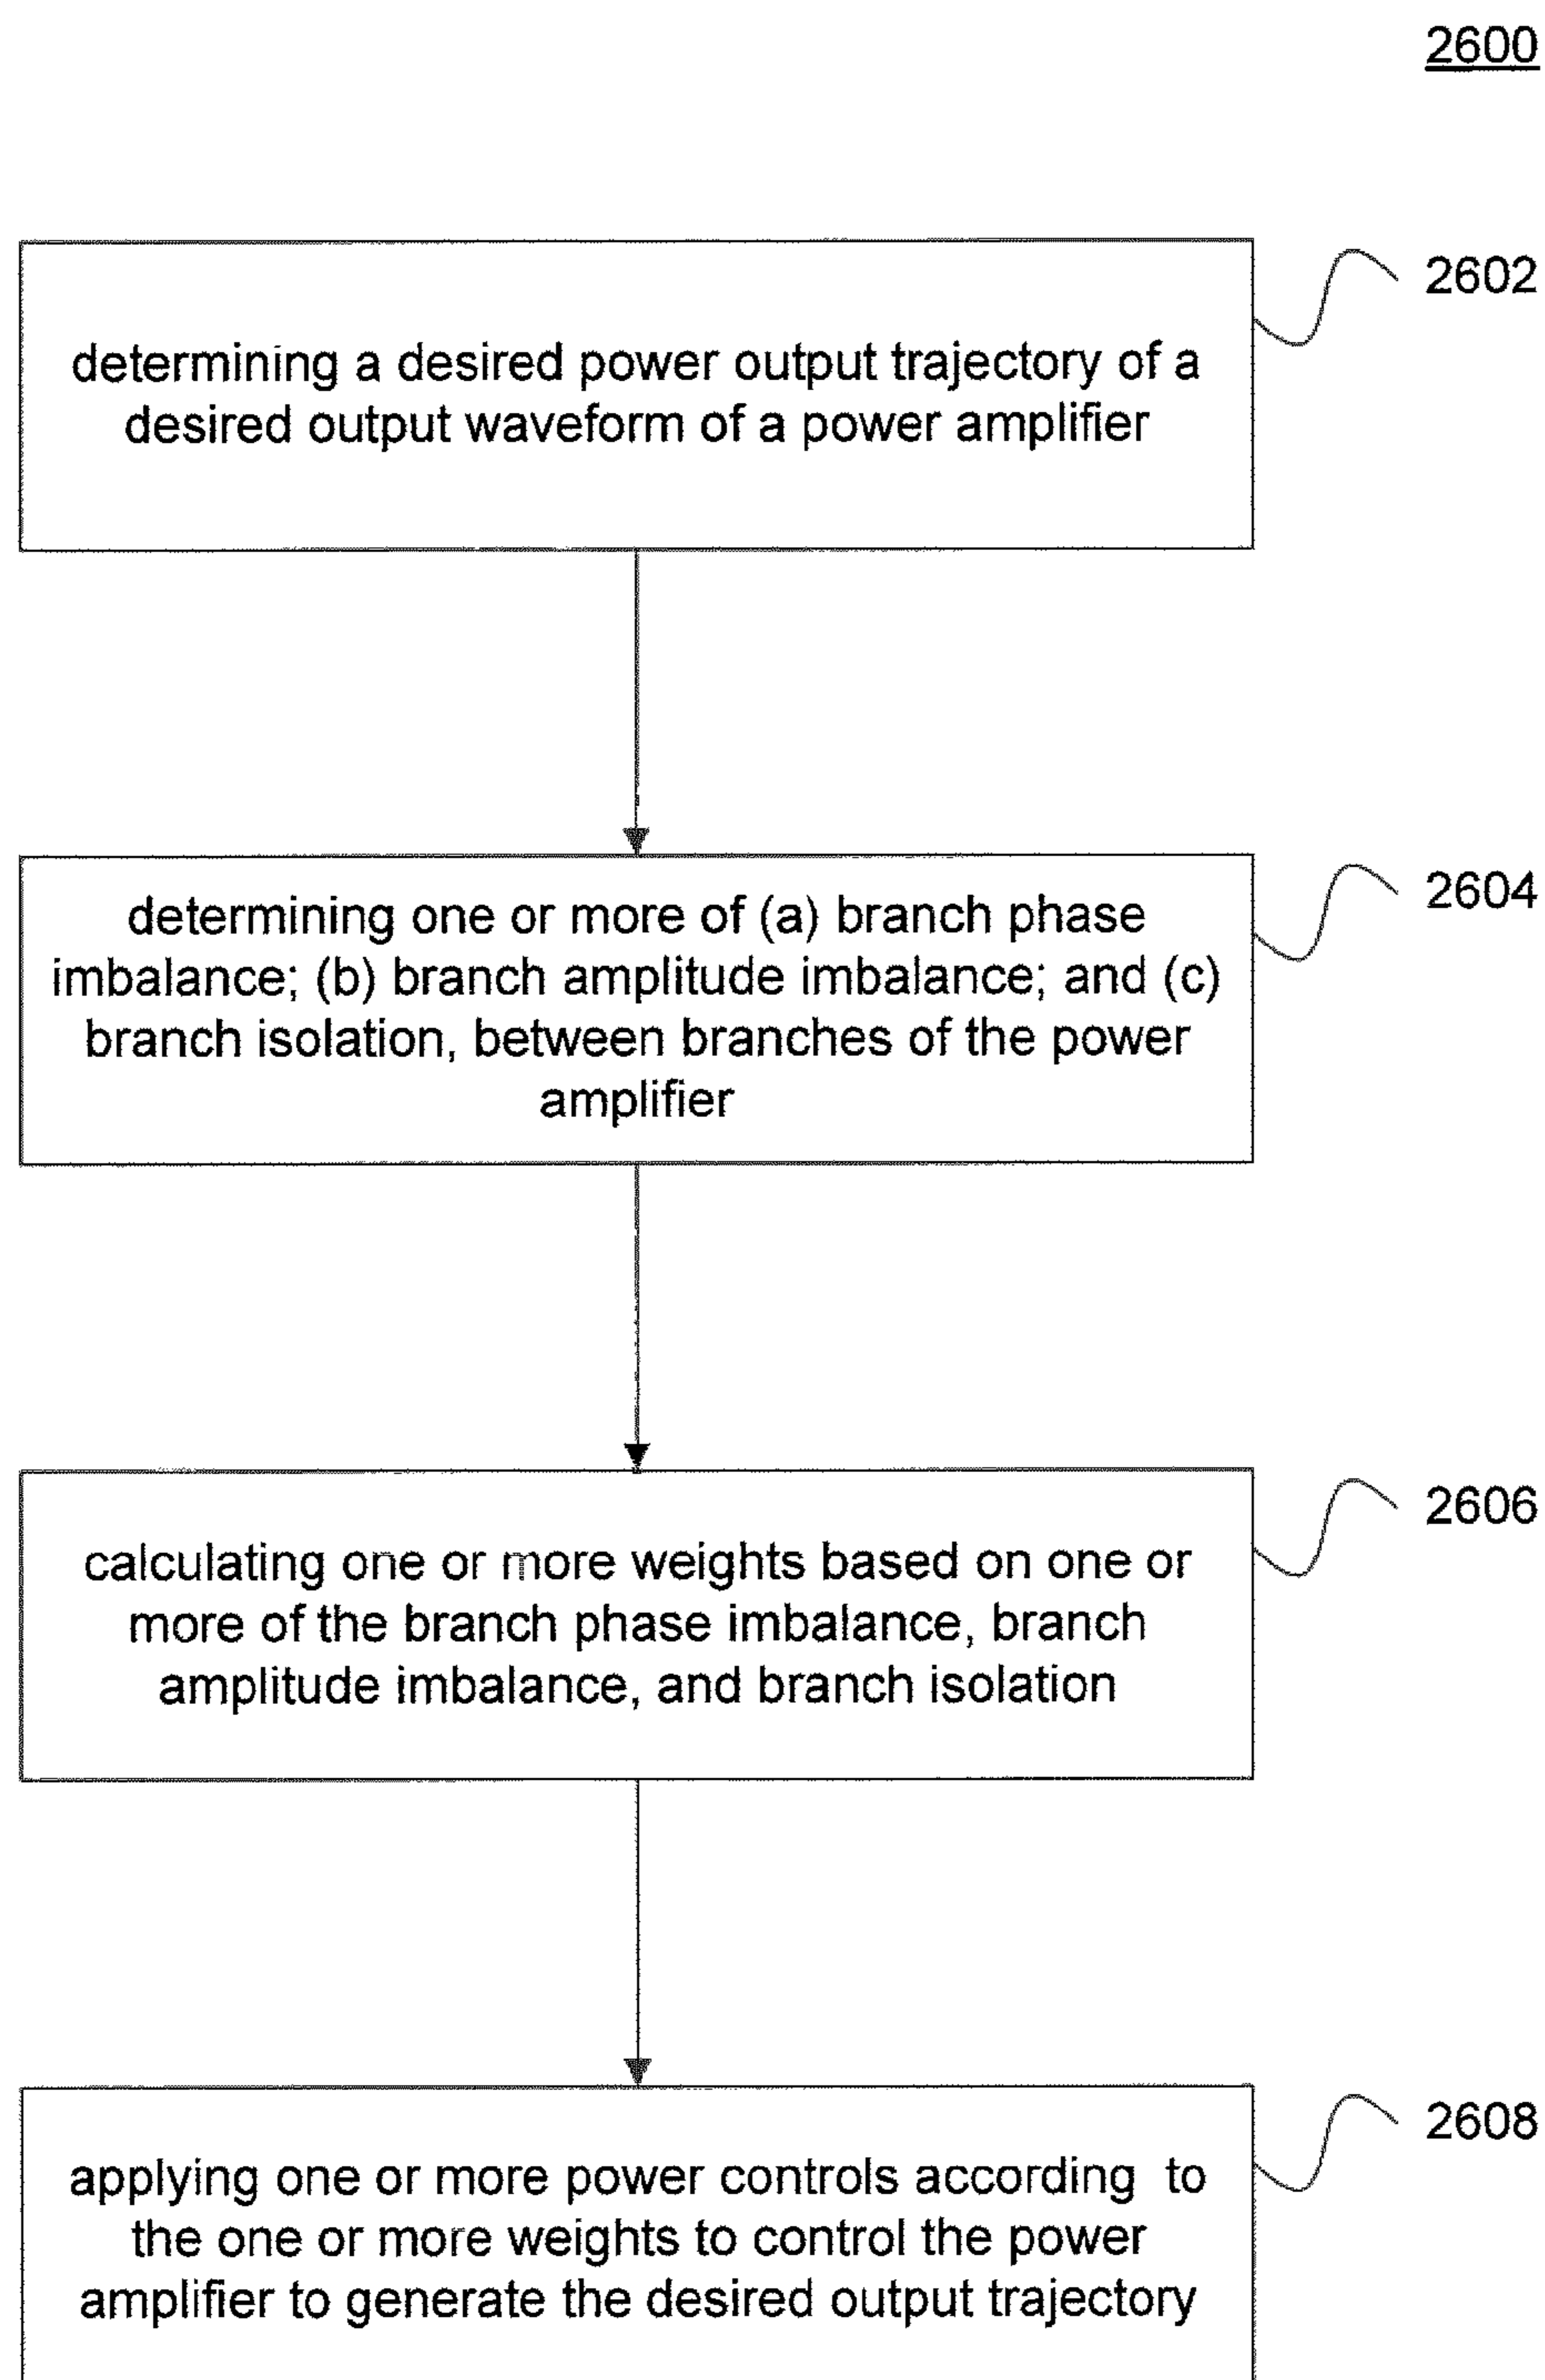 2600
2602
determining a desired power output trajectory of a
desired output waveform of a power amplifier
2604
determining one or more of (a) branch phase
imbalance; (b) branch amplitude imbalance; and (c)
branch isolation, between branches of the power
amplifier
2606
calculating one or more weights based on one or
more of the branch phase imbalance, branch
amplitude imbalance, and branch isolation
2608
applying one or more power controls according to
the one or more weights to control the power
amplifier to generate the desired output trajectory